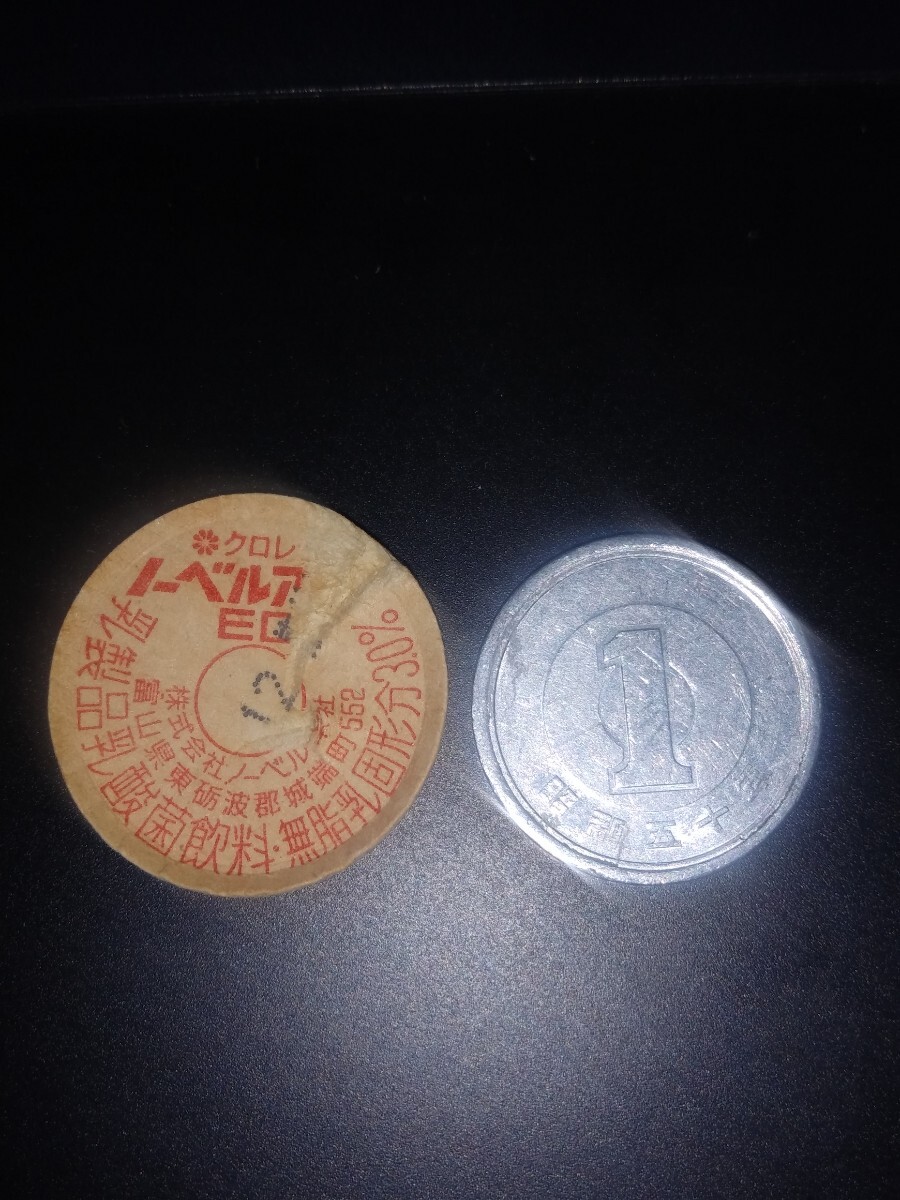 クロレ
ノーベルア
12
株式会社ノーベル
富山県東砺波郡城端町552
乳製品乳酸菌飲料・無脂乳固形分3.0%
1
昭和五十年